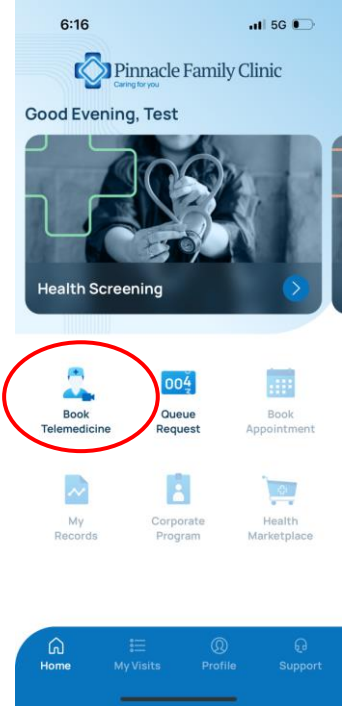 6:16
5G
Pinnacle Family Clinic
Caring for you
Good Evening, Test
Health Screening
004
Book
Telemedicine
Queue
Request
Book
Appointment
My
Records
Corporate
Program
Health
Marketplace
Home
My Visits
Profile
Support